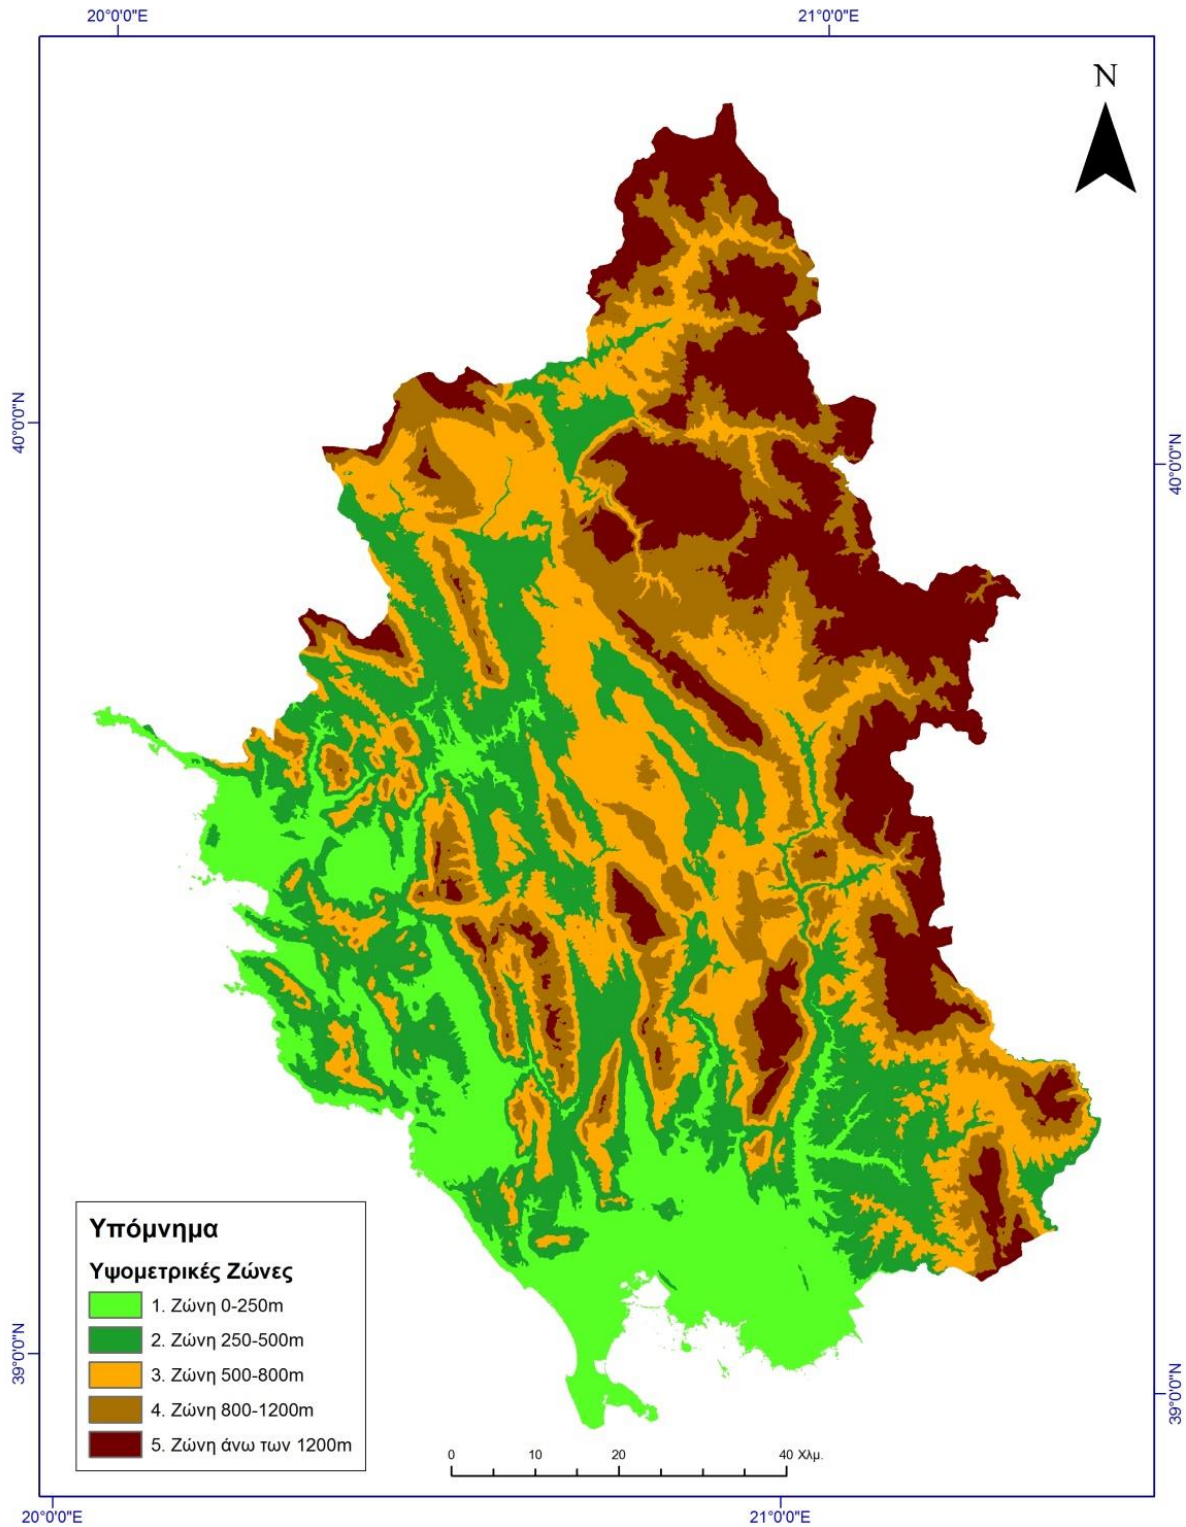 20°0'0"E 21°0'0"E
N
40°0'0"N
40°0'0"N
Υπόμνημα
Υψομετρικές Ζώνες
1. Ζώνη 0-250m
2. Ζώνη 250-500m
3. Ζώνη 500-800m
4. Ζώνη 800-1200m
5. Ζώνη άνω των 1200m
39°0'0"N
39°0'0"N
0 10 20 40 Χλμ.
20°0'0"E 21°0'0"E